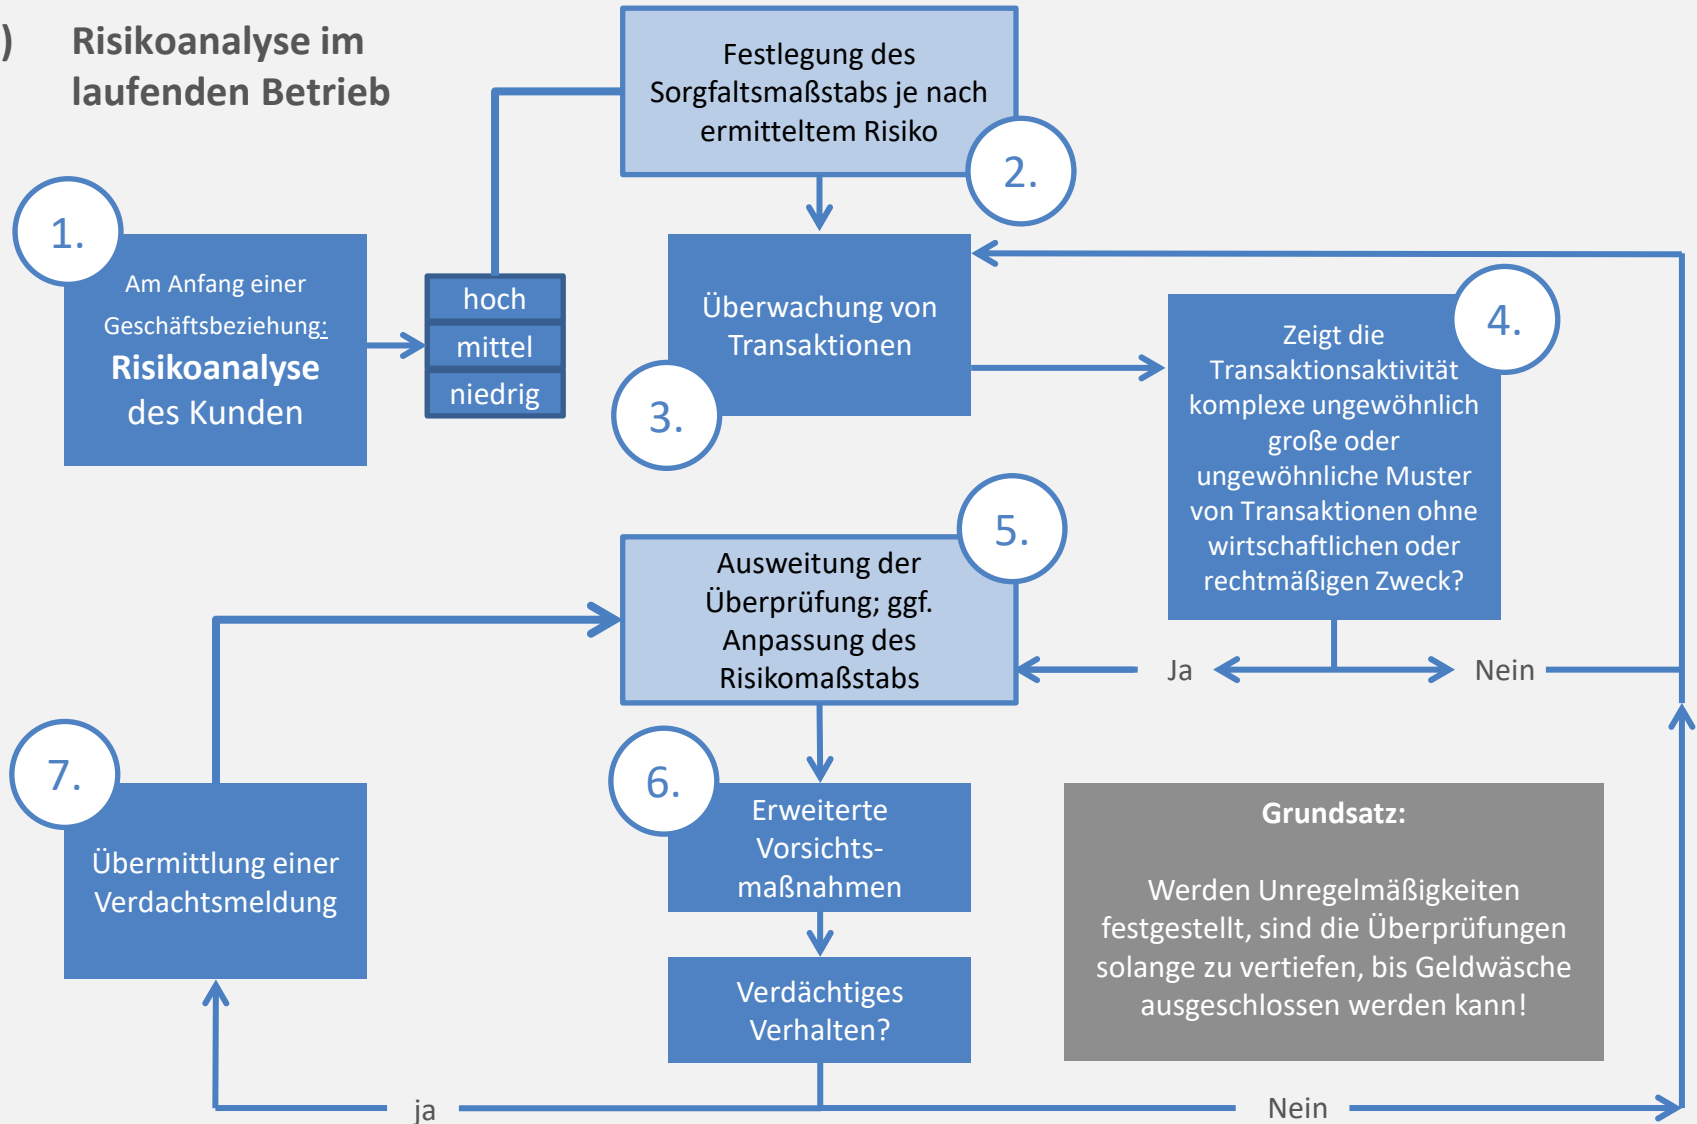 ) Risikoanalyse im
laufenden Betrieb
Festlegung des
Sorgfaltsmaßstabs je nach
ermitteltem Risiko
2.
1.
Am Anfang einer
Geschäftsbeziehung:
Risikoanalyse
des Kunden
hoch
mittel
niedrig
Überwachung von
Transaktionen
3.
4.
Zeigt die
Transaktionsaktivität
komplexe ungewöhnlich
große oder
ungewöhnliche Muster
von Transaktionen ohne
wirtschaftlichen oder
rechtmäßigen Zweck?
5.
Ausweitung der
Überprüfung; ggf.
Anpassung des
Risikomaßstabs
Ja
Nein
7.
Übermittlung einer
Verdachtsmeldung
6.
Erweiterte
Vorsichts-
maßnahmen
Verdächtiges
Verhalten?
Grundsatz:
Werden Unregelmäßigkeiten
festgestellt, sind die Überprüfungen
solange zu vertiefen, bis Geldwäsche
ausgeschlossen werden kann!
ja
Nein